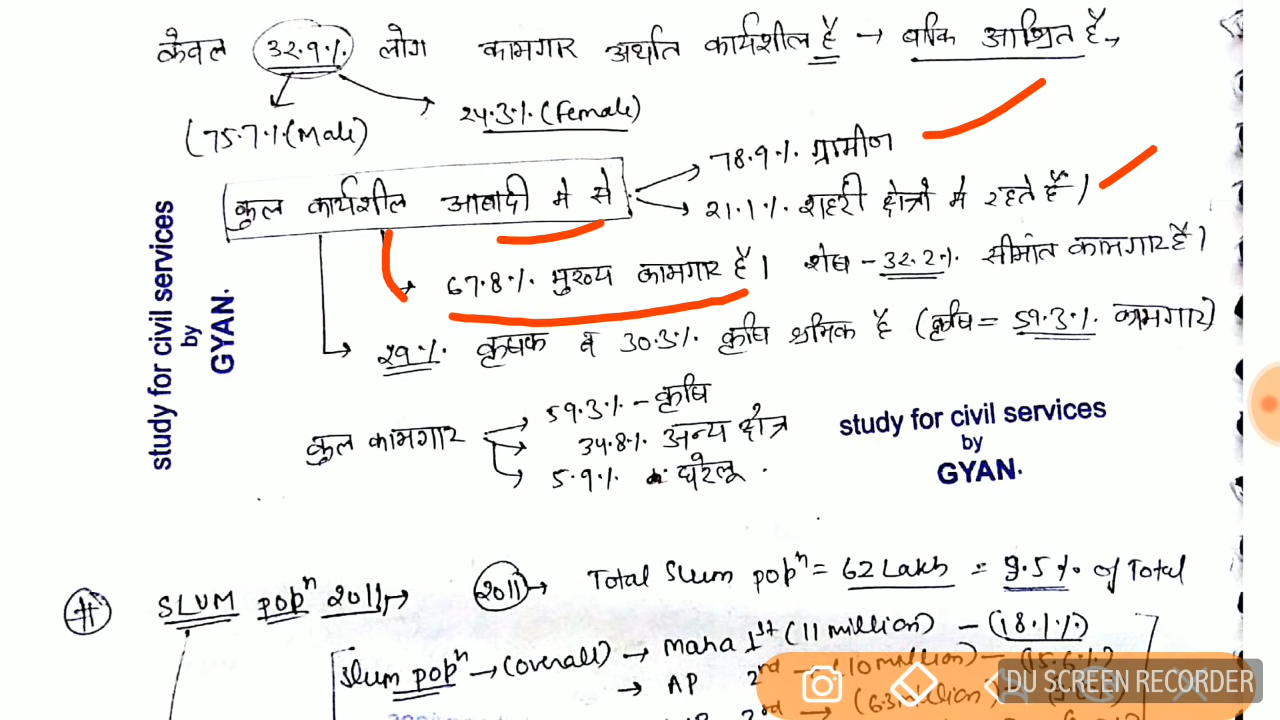 केवल 32.9% लोग कामगार अर्थात कार्यशील है → बाकि आश्रित है→
(75.7% (Male)
24.3% (Female)
कुल कार्यशील आबादी मे से
78.9% ग्रामीण
21.1% शहरी क्षेत्रो मे रहते है।
67.8% मुख्य कामगार है। शेष - 32.2% सीमांत कामगार है।
29% कृषक व 30.3% कृषि श्रमिक है (कृषि = 59.3% कामगार)
कुल कामगार
59.3% - कृषि
34.8% अन्य क्षेत्र
5.9% घरेलू
study for civil services
by
GYAN.
study for civil services
by
GYAN.
# SLUM popⁿ 2011→
2011→ Total Slum popⁿ = 62 Lakh = 9.5% of Total
Slum popⁿ → (overall) → Maha 1st (11 million) - (18.1%)
→ AP 2nd → (10 million) - (15.6%)
DU SCREEN RECORDER